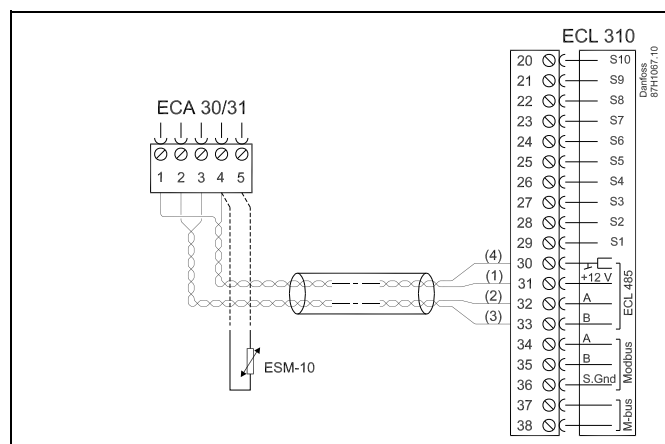 ECL 310
Danfoss
87H1067.10
ECA 30/31
1 2 3 4 5
20 S10
21 S9
22 S8
23 S7
24 S6
25 S5
26 S4
27 S3
28 S2
29 S1
(4) 30
(1) 31 +12 V
(2) 32 A
(3) 33 B
ECL 485
34 A
35 B
36 S.Gnd
Modbus
37
38
M-bus
ESM-10